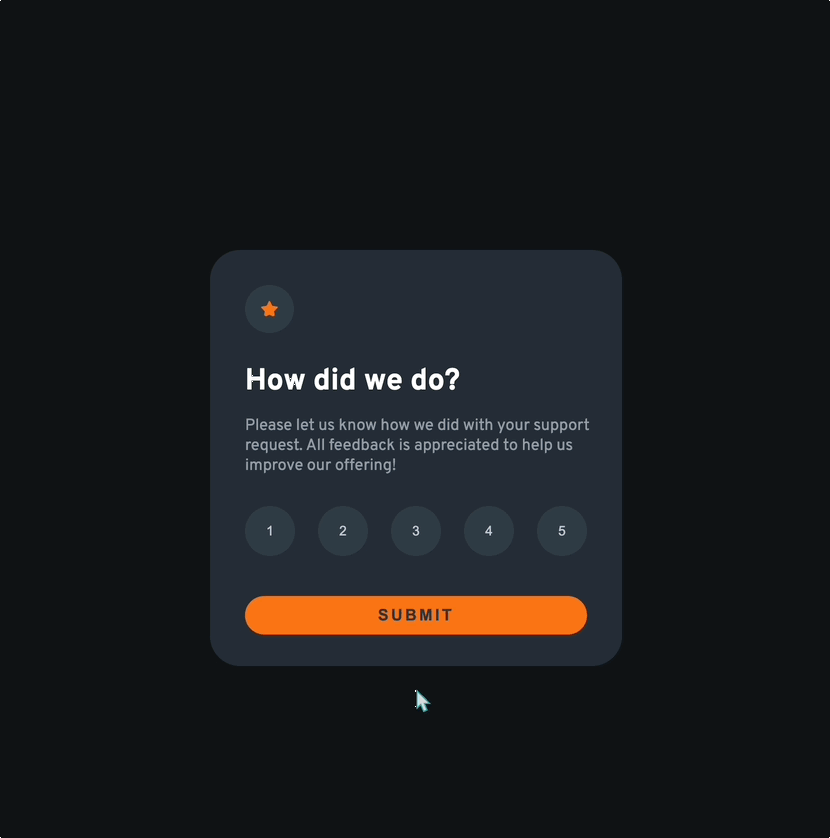 How did we do?
Please let us know how we did with your support
request. All feedback is appreciated to help us
improve our offering!
1 2 3 4 5
SUBMIT